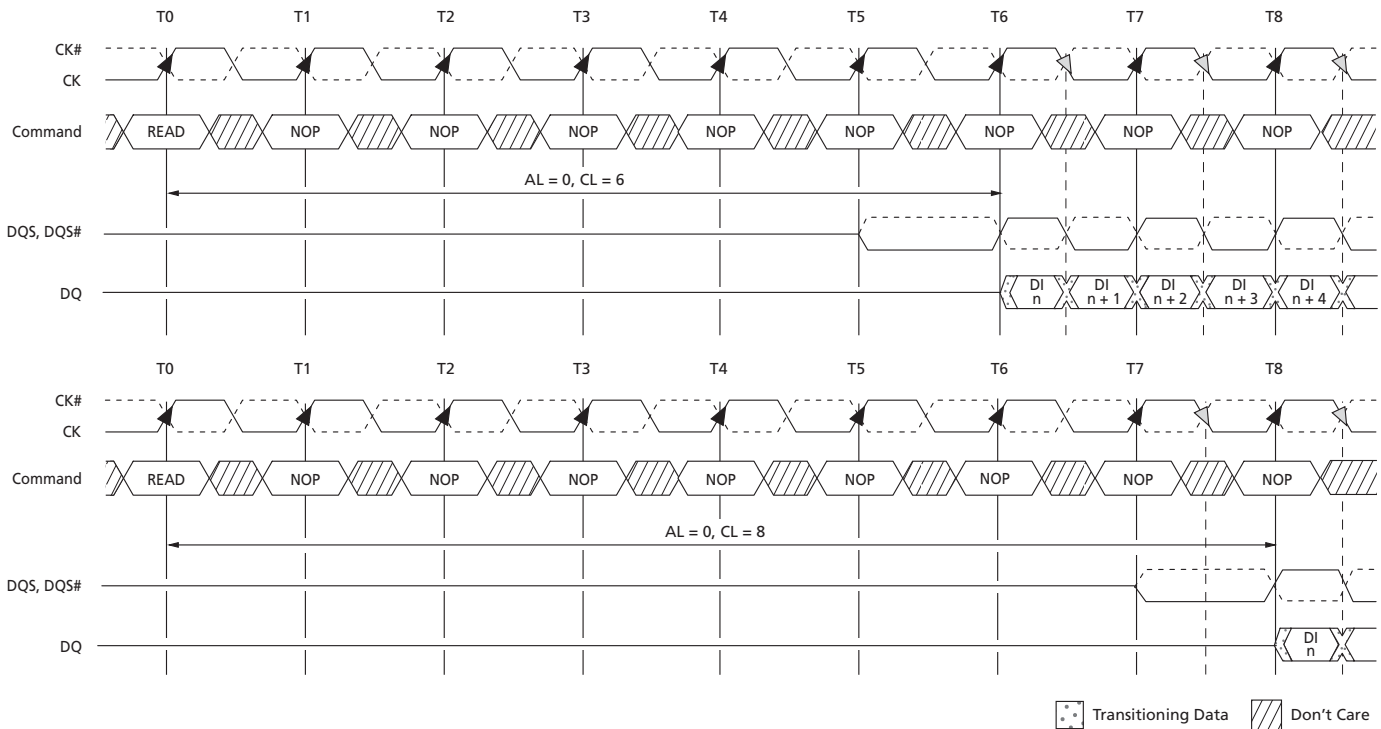 T0 T1 T2 T3 T4 T5 T6 T7 T8
CK#
CK
Command READ NOP NOP NOP NOP NOP NOP NOP NOP
AL = 0, CL = 6
DQS, DQS#
DQ DI n DI n + 1 DI n + 2 DI n + 3 DI n + 4
T0 T1 T2 T3 T4 T5 T6 T7 T8
CK#
CK
Command READ NOP NOP NOP NOP NOP NOP NOP NOP
AL = 0, CL = 8
DQS, DQS#
DQ DI n
Transitioning Data Don't Care